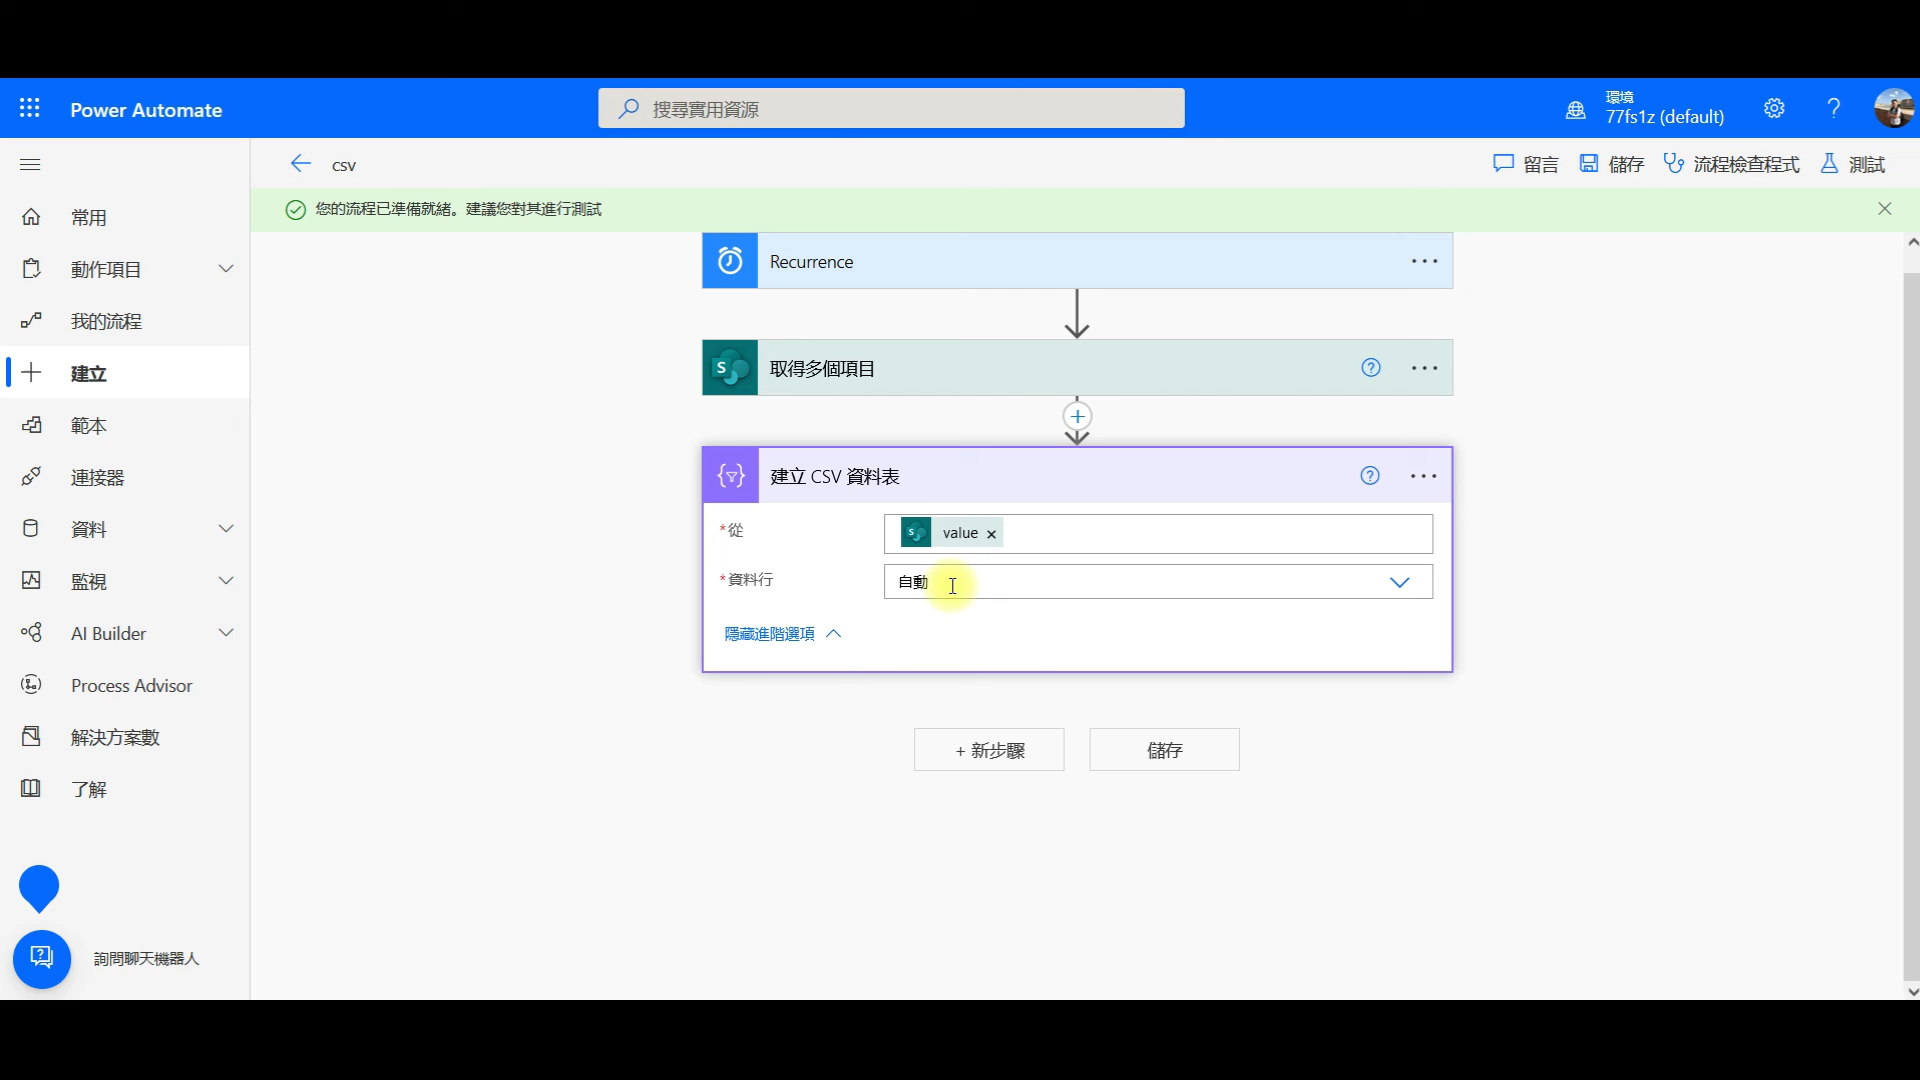 Power Automate
搜尋實用資源
環境
77fs1z (default)
csv
留言
儲存
流程檢查程式
測試
您的流程已準備就緒。建議您對其進行測試
常用
動作項目
我的流程
建立
範本
連接器
資料
監視
AI Builder
Process Advisor
解決方案數
了解
詢問聊天機器人
Recurrence
取得多個項目
建立 CSV 資料表
*從
value
*資料行
自動
隱藏進階選項
+ 新步驟
儲存